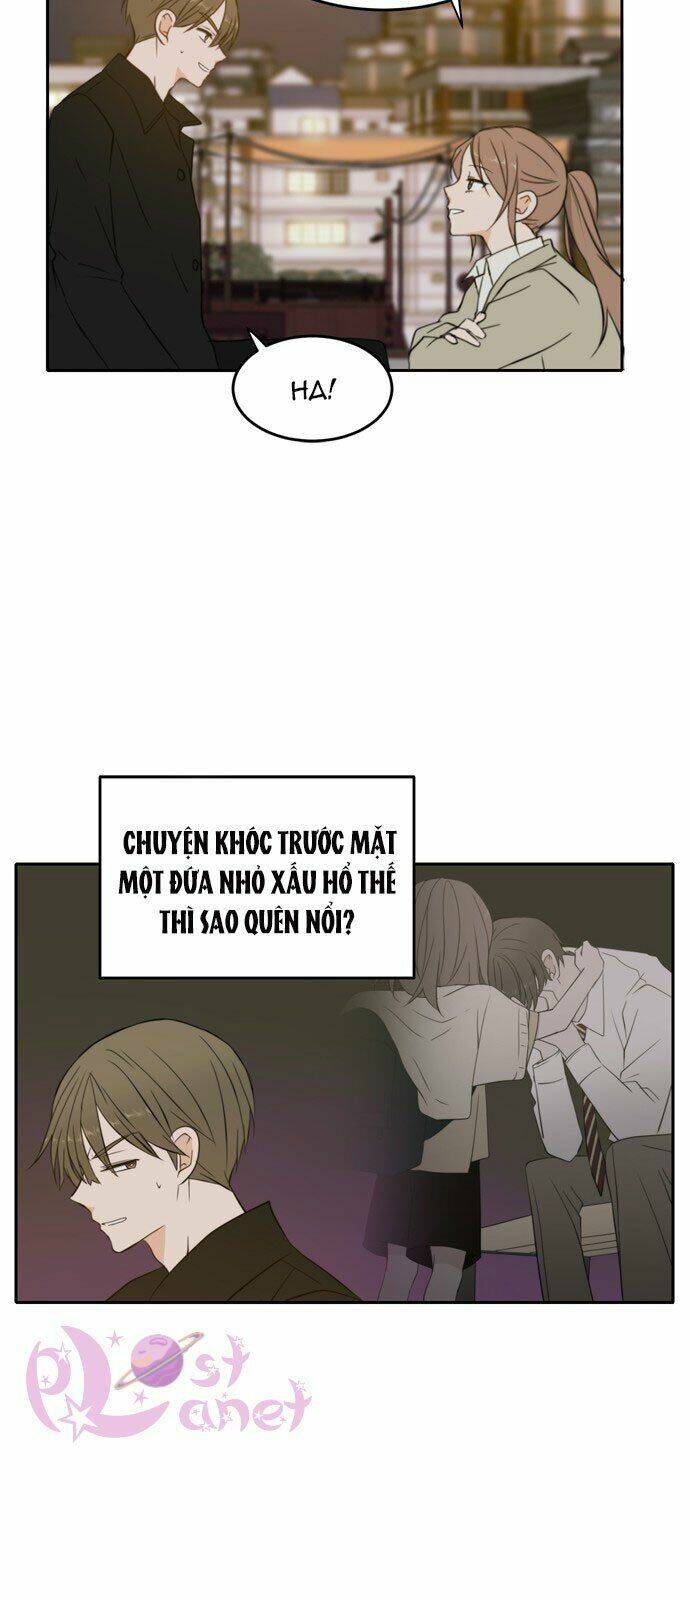 HA!
CHUYỆN KHÓC TRƯỚC MẶT
MỘT ĐỨA NHỎ XẤU HỔ THẾ
THÌ SAO QUÊN NỔI?
Lost
Planet